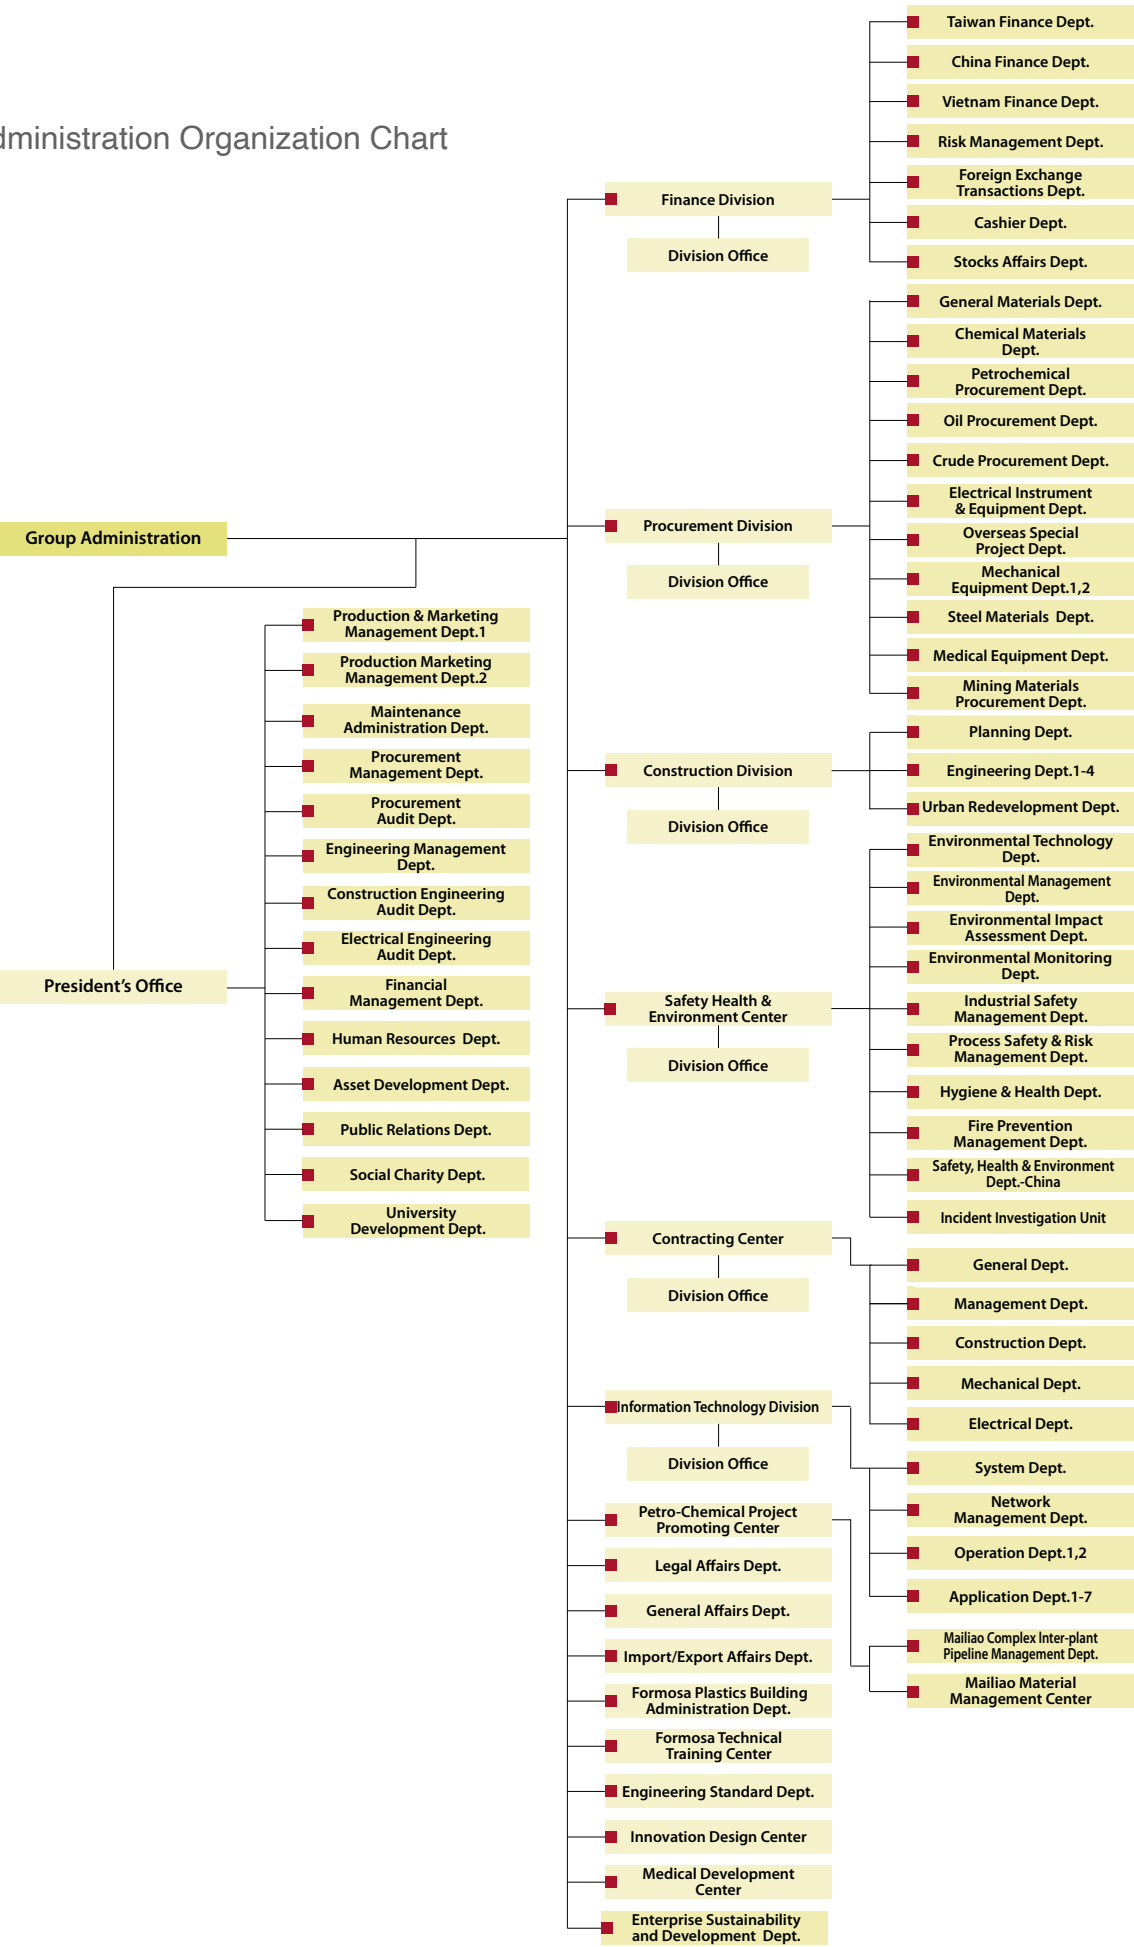 dministration Organization Chart
Group Administration
President's Office
Production & Marketing
Management Dept.1
Production Marketing
Management Dept.2
Maintenance
Administration Dept.
Procurement
Management Dept.
Procurement
Audit Dept.
Engineering Management
Dept.
Construction Engineering
Audit Dept.
Electrical Engineering
Audit Dept.
Financial
Management Dept.
Human Resources Dept.
Asset Development Dept.
Public Relations Dept.
Social Charity Dept.
University
Development Dept.
Finance Division
Division Office
Procurement Division
Division Office
Construction Division
Division Office
Safety Health &
Environment Center
Division Office
Contracting Center
Division Office
Information Technology Division
Division Office
Petro-Chemical Project
Promoting Center
Legal Affairs Dept.
General Affairs Dept.
Import/Export Affairs Dept.
Formosa Plastics Building
Administration Dept.
Formosa Technical
Training Center
Engineering Standard Dept.
Innovation Design Center
Medical Development
Center
Enterprise Sustainability
and Development Dept.
Taiwan Finance Dept.
China Finance Dept.
Vietnam Finance Dept.
Risk Management Dept.
Foreign Exchange
Transactions Dept.
Cashier Dept.
Stocks Affairs Dept.
General Materials Dept.
Chemical Materials
Dept.
Petrochemical
Procurement Dept.
Oil Procurement Dept.
Crude Procurement Dept.
Electrical Instrument
& Equipment Dept.
Overseas Special
Project Dept.
Mechanical
Equipment Dept.1,2
Steel Materials Dept.
Medical Equipment Dept.
Mining Materials
Procurement Dept.
Planning Dept.
Engineering Dept.1-4
Urban Redevelopment Dept.
Environmental Technology
Dept.
Environmental Management
Dept.
Environmental Impact
Assessment Dept.
Environmental Monitoring
Dept.
Industrial Safety
Management Dept.
Process Safety & Risk
Management Dept.
Hygiene & Health Dept.
Fire Prevention
Management Dept.
Safety, Health & Environment
Dept.-China
Incident Investigation Unit
General Dept.
Management Dept.
Construction Dept.
Mechanical Dept.
Electrical Dept.
System Dept.
Network
Management Dept.
Operation Dept.1,2
Application Dept.1-7
Mailiao Complex Inter-plant
Pipeline Management Dept.
Mailiao Material
Management Center